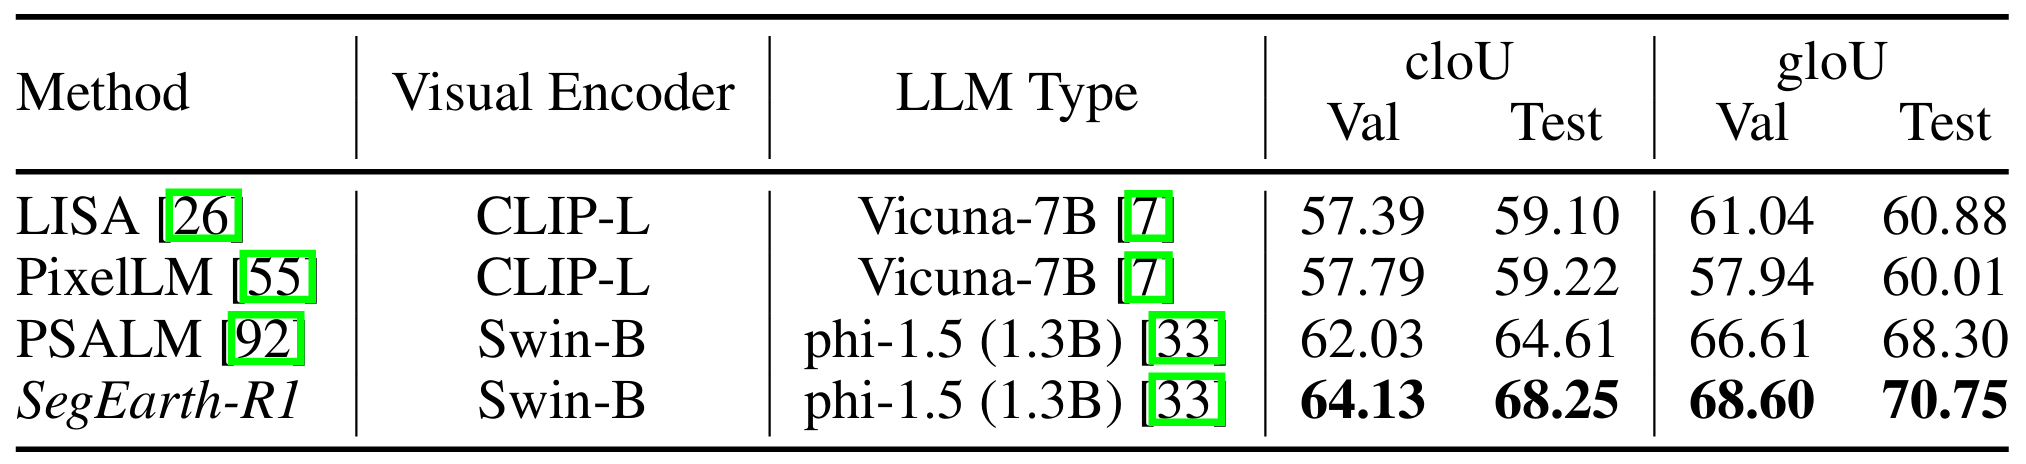 Method Visual Encoder LLM Type cIoU gIoU
Val Test Val Test
LISA [26] CLIP-L Vicuna-7B [7] 57.39 59.10 61.04 60.88
PixelLM [55] CLIP-L Vicuna-7B [7] 57.79 59.22 57.94 60.01
PSALM [92] Swin-B phi-1.5 (1.3B) [33] 62.03 64.61 66.61 68.30
SegEarth-R1 Swin-B phi-1.5 (1.3B) [33] 64.13 68.25 68.60 70.75